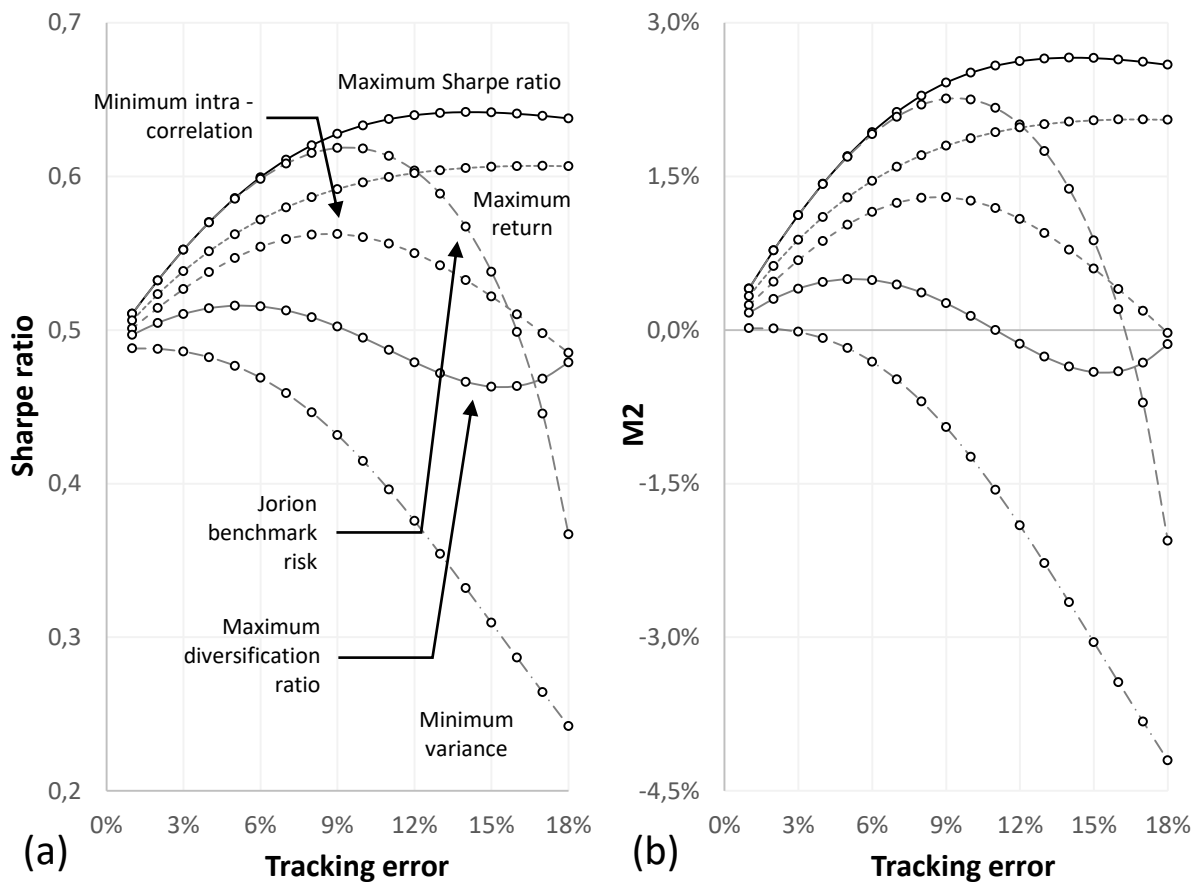 0,7
0,6
0,5
0,4
0,3
0,2
Sharpe ratio
Maximum Sharpe ratio
Minimum intra -
correlation
Maximum
return
Jorion
benchmark
risk
Maximum
diversification
ratio
Minimum
variance
0% 3% 6% 9% 12% 15% 18%
(a)
Tracking error
3,0%
1,5%
0,0%
-1,5%
-3,0%
-4,5%
M2
0% 3% 6% 9% 12% 15% 18%
(b)
Tracking error